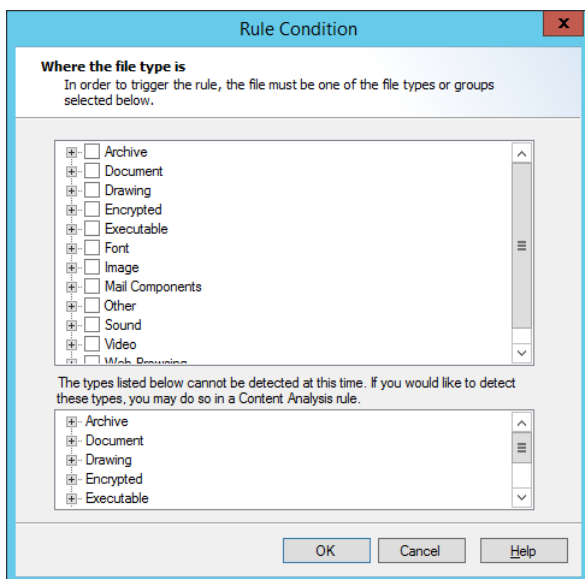 Rule Condition
x
Where the file type is
In order to trigger the rule, the file must be one of the file types or groups
selected below.
Archive
Document
Drawing
Encrypted
Executable
Font
Image
Mail Components
Other
Sound
Video
Web Browsing
The types listed below cannot be detected at this time. If you would like to detect
these types, you may do so in a Content Analysis rule.
Archive
Document
Drawing
Encrypted
Executable
OK Cancel Help